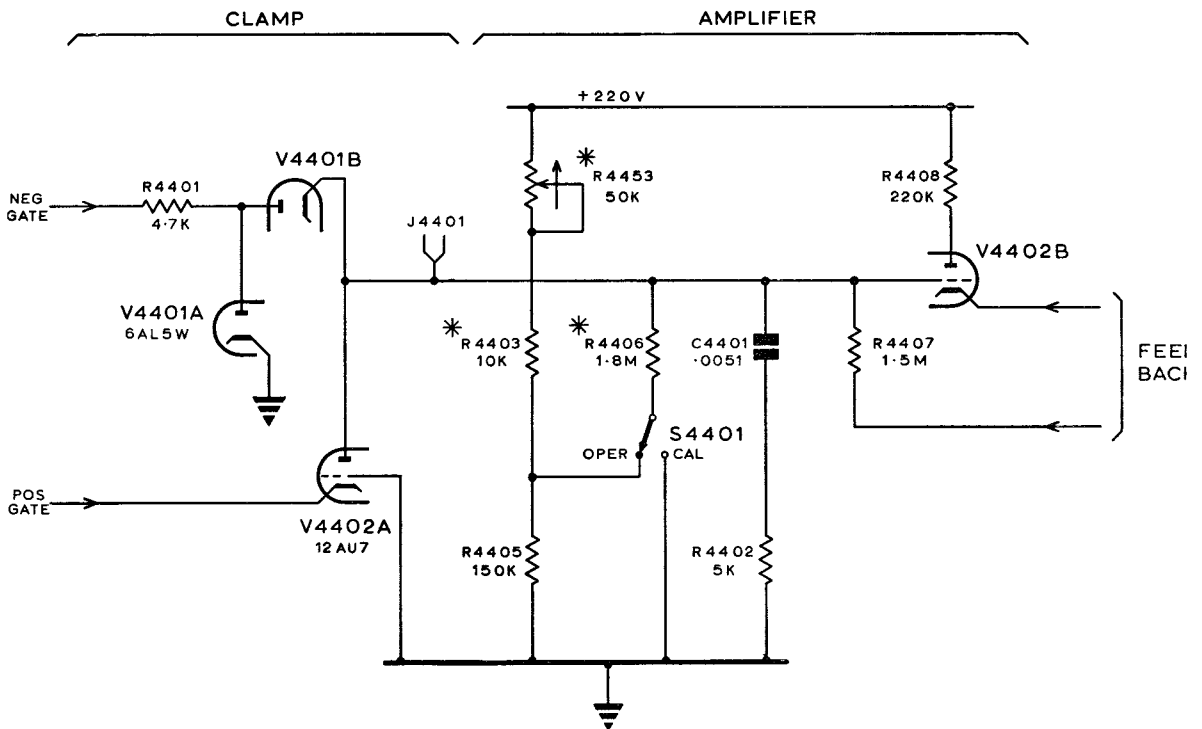 CLAMP
AMPLIFIER
+220V
V4401B
R4401
4.7K
NEG
GATE
J4401
* R4453
50K
R4408
220K
V4402B
V4401A
6AL5W
* R4403
10K
* R4406
1.8M
C4401
.0051
R4407
1.5M
FEED
BACK
S4401
OPER
CAL
POS
GATE
V4402A
12AU7
R4405
150K
R4402
5K